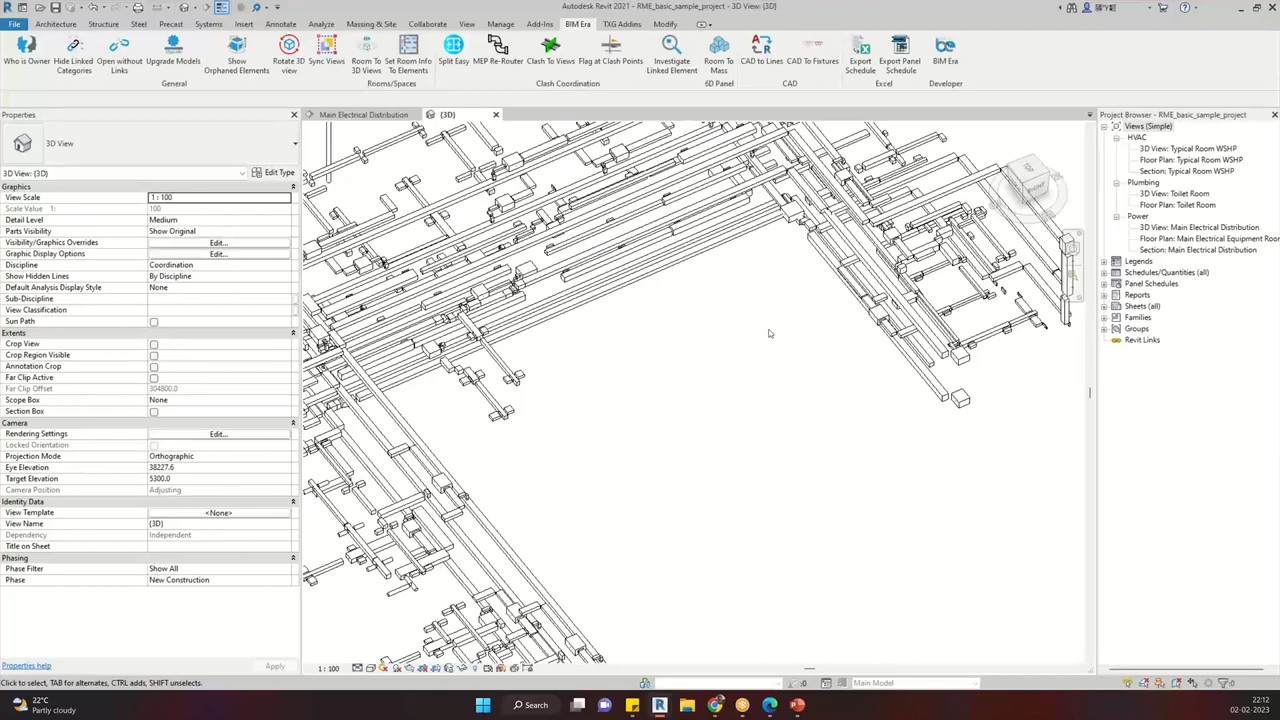 Autodesk Revit 2021 - RME_basic_sample_project - 3D View: {3D}
File Architecture Structure Steel Precast Systems Insert Annotate Analyze Massing & Site Collaborate View Manage Add-Ins BIM Era TXG Addins Modify
Who is Owner Hide Linked Categories Open without Links Upgrade Models Show Orphaned Elements Rotate 3D view Sync Views Room To 3D Views Set Room Info To Elements Split Easy MEP Re-Router Clash To Views Flag at Clash Points Investigate Linked Element Room To Mass CAD to Lines CAD To Fixtures Export Schedule Export Panel Schedule BIM Era
General Rooms/Spaces Clash Coordination 6D Panel CAD Excel Developer
Properties
Main Electrical Distribution
{3D}
Project Browser - RME_basic_sample_project
3D View
3D View: {3D} Edit Type
Graphics
View Scale 1 : 100
Scale Value 1: 100
Detail Level Medium
Parts Visibility Show Original
Visibility/Graphics Overrides Edit...
Graphic Display Options Edit...
Discipline Coordination
Show Hidden Lines By Discipline
Default Analysis Display Style None
Sub-Discipline
View Classification
Sun Path
Extents
Crop View
Crop Region Visible
Annotation Crop
Far Clip Active
Far Clip Offset 304800.0
Scope Box None
Section Box
Camera
Rendering Settings Edit...
Locked Orientation
Projection Mode Orthographic
Eye Elevation 38227.6
Target Elevation 5300.0
Camera Position Adjusting
Identity Data
View Template <None>
View Name {3D}
Dependency Independent
Title on Sheet
Phasing
Phase Filter Show All
Phase New Construction
Properties help Apply
Views (Simple)
HVAC
3D View: Typical Room WSHP
Floor Plan: Typical Room WSHP
Section: Typical Room WSHP
Plumbing
3D View: Toilet Room
Floor Plan: Toilet Room
Power
3D View: Main Electrical Distribution
Floor Plan: Main Electrical Equipment Room
Section: Main Electrical Distribution
Legends
Schedules/Quantities (all)
Panel Schedules
Reports
Sheets (all)
Families
Groups
Revit Links
1 : 100
Click to select, TAB for alternates, CTRL adds, SHIFT unselects.
:0 Main Model :0
22°C
Partly cloudy
Search
22:12
02-02-2023